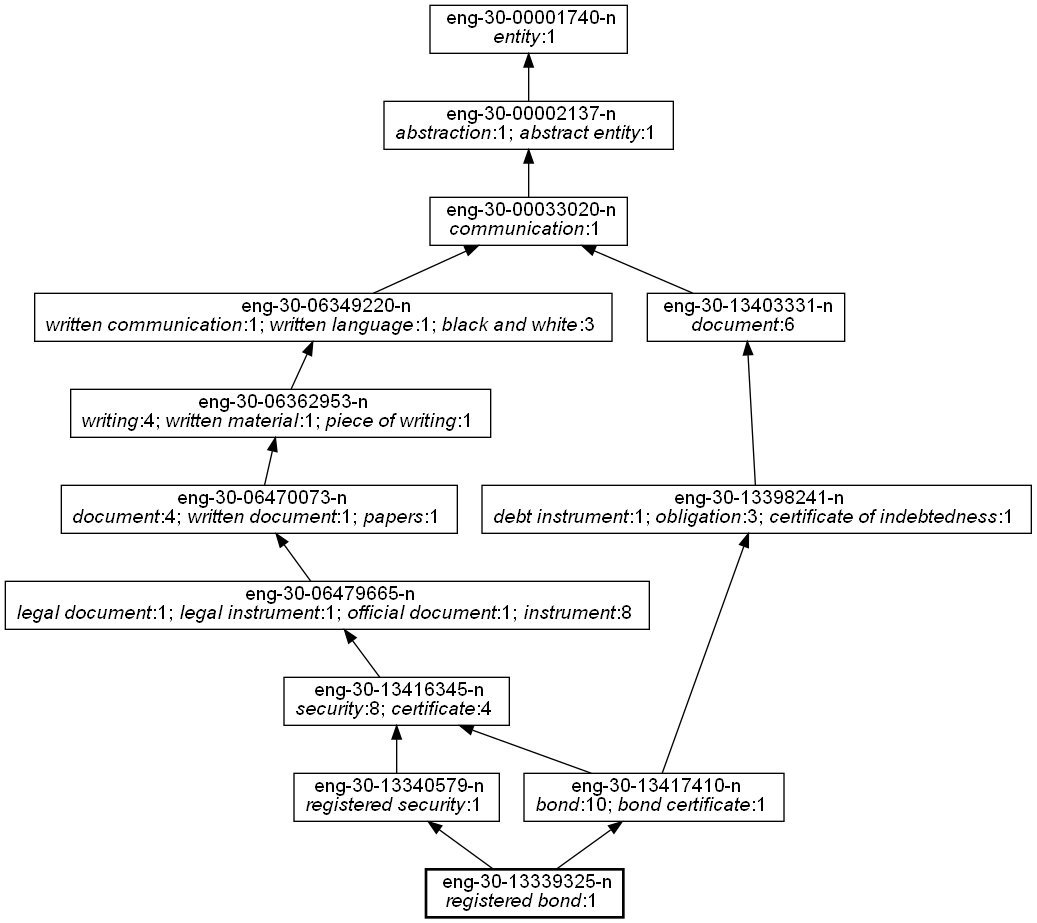 eng-30-00001740-n
entity:1
eng-30-00002137-n
abstraction:1; abstract entity:1
eng-30-00033020-n
communication:1
eng-30-06349220-n
written communication:1; written language:1; black and white:3
eng-30-13403331-n
document:6
eng-30-06362953-n
writing:4; written material:1; piece of writing:1
eng-30-06470073-n
document:4; written document:1; papers:1
eng-30-13398241-n
debt instrument:1; obligation:3; certificate of indebtedness:1
eng-30-06479665-n
legal document:1; legal instrument:1; official document:1; instrument:8
eng-30-13416345-n
security:8; certificate:4
eng-30-13340579-n
registered security:1
eng-30-13417410-n
bond:10; bond certificate:1
eng-30-13339325-n
registered bond:1